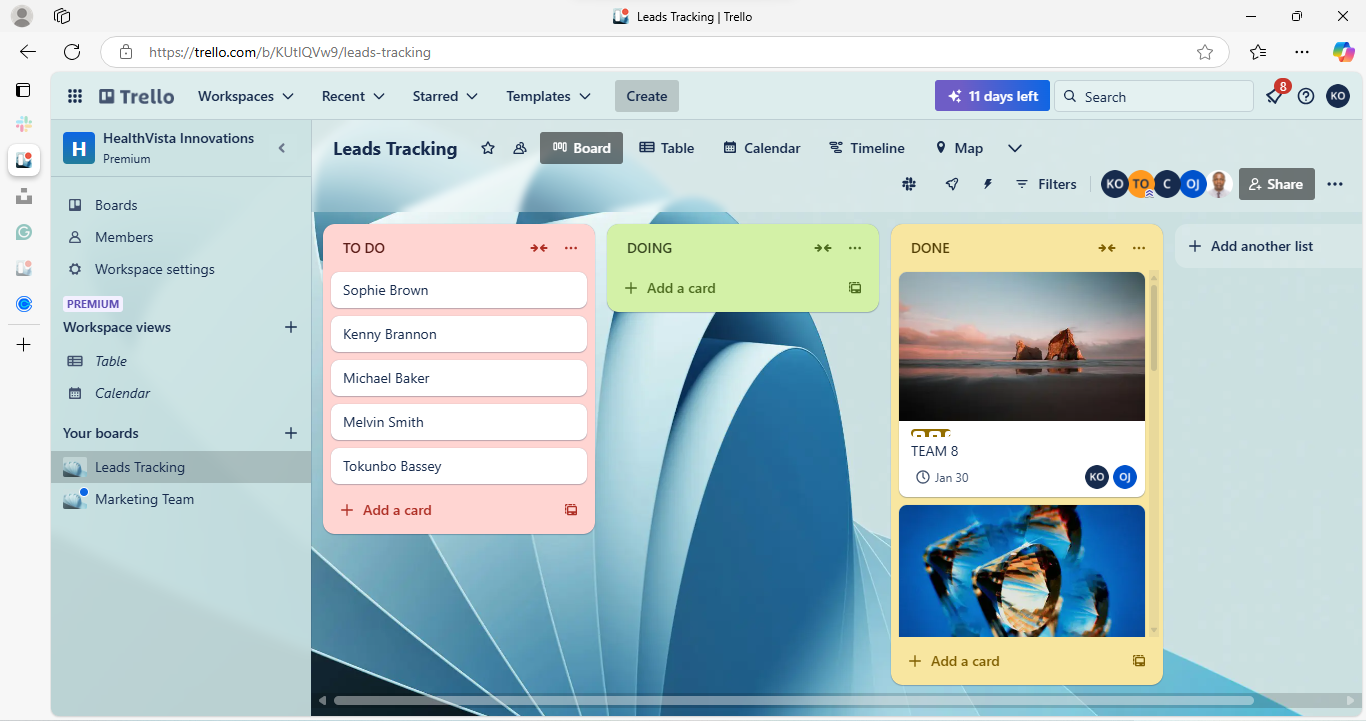 Leads Tracking | Trello
https://trello.com/b/KUtIQVw9/leads-tracking
Trello
Workspaces
Recent
Starred
Templates
Create
11 days left
Search
8
KO
H
HealthVista Innovations
Premium
Boards
Members
Workspace settings
PREMIUM
Workspace views
Table
Calendar
Your boards
Leads Tracking
Marketing Team
Leads Tracking
Board
Table
Calendar
Timeline
Map
Filters
KO
TO
C
OJ
Share
TO DO
Sophie Brown
Kenny Brannon
Michael Baker
Melvin Smith
Tokunbo Bassey
Add a card
DOING
Add a card
DONE
TEAM 8
Jan 30
KO
OJ
Add a card
Add another list